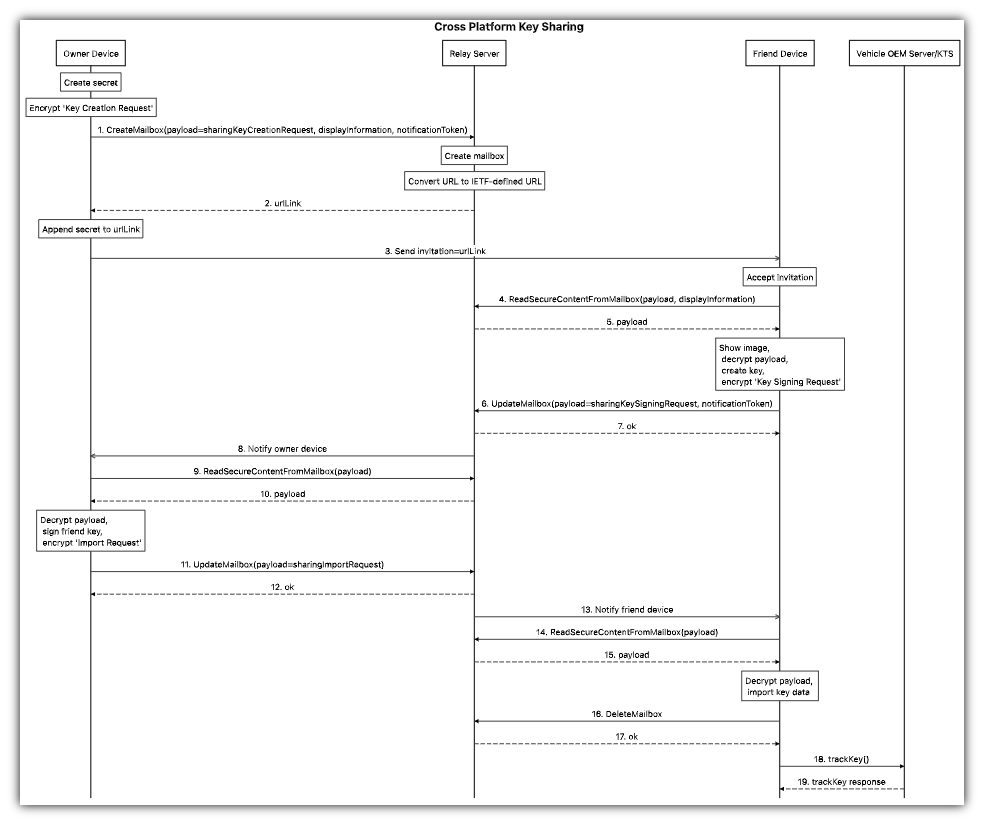 Cross Platform Key Sharing
Owner Device
Relay Server
Friend Device
Vehicle OEM Server/KTS
Create secret
Encrypt 'Key Creation Request'
1. CreateMailbox(payload=sharingKeyCreationRequest, displayInformation, notificationToken)
Create mailbox
Convert URL to IETF-defined URL
2. urlLink
Append secret to urlLink
3. Send invitation=urlLink
Accept invitation
4. ReadSecureContentFromMailbox(payload, displayInformation)
5. payload
Show image,
decrypt payload,
create key,
encrypt 'Key Signing Request'
6. UpdateMailbox(payload=sharingKeySigningRequest, notificationToken)
7. ok
8. Notify owner device
9. ReadSecureContentFromMailbox(payload)
10. payload
Decrypt payload,
sign friend key,
encrypt 'Import Request'
11. UpdateMailbox(payload=sharingImportRequest)
12. ok
13. Notify friend device
14. ReadSecureContentFromMailbox(payload)
15. payload
Decrypt payload,
import key data
16. DeleteMailbox
17. ok
18. trackKey()
19. trackKey response